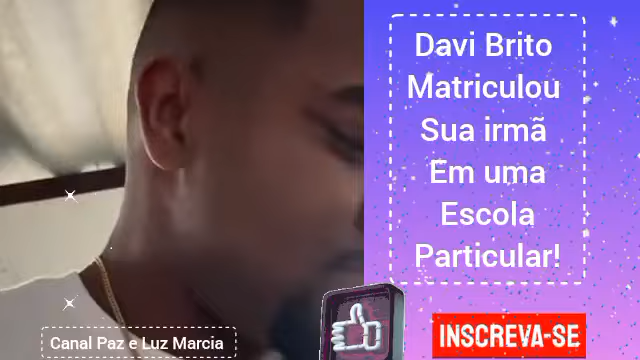 Davi Brito
Matriculou
Sua irmã
Em uma
Escola
Particular!
INSCREVA-SE
Canal Paz e Luz Marcia